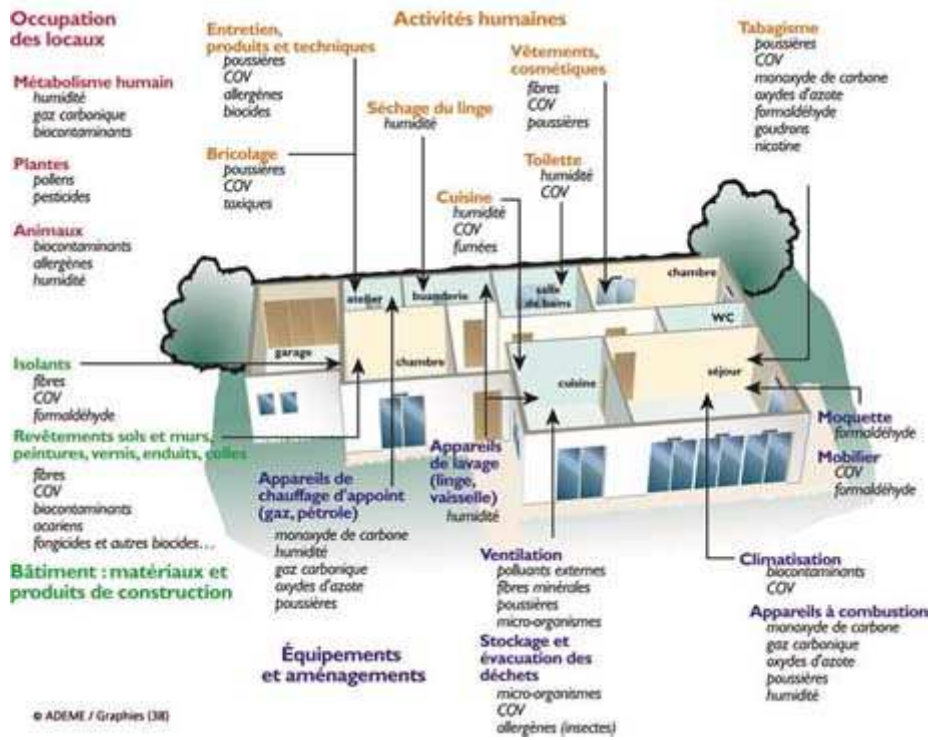 Occupation
des locaux
Métabolisme humain
humidité
gaz carbonique
biocontaminants
Plantes
pollens
pesticides
Animaux
biocontaminants
allergènes
humidité
Activités humaines
Entretien,
produits et techniques
poussières
COV
allergènes
biocides
Bricolage
poussières
COV
toxiques
Séchage du linge
humidité
Vêtements,
cosmétiques
fibres
COV
poussières
Toilette
humidité
COV
Cuisine
humidité
COV
fumées
Tabagisme
poussières
COV
monoxyde de carbone
oxydes d'azote
formaldéhyde
goudrons
nicotine
garage
atelier
buanderie
salle
de bains
chambre
WC
chambre
cuisine
séjour
Isolants
fibres
COV
formaldéhyde
Revêtements sols et murs,
peintures, vernis, enduits, colles
fibres
COV
biocontaminants
acariens
fongicides et autres biocides...
Bâtiment : matériaux et
produits de construction
Appareils de
chauffage d'appoint
(gaz, pétrole)
monoxyde de carbone
humidité
gaz carbonique
oxydes d'azote
poussières
Appareils
de lavage
(linge,
vaisselle)
humidité
Ventilation
polluants externes
fibres minérales
poussières
micro-organismes
Stockage et
évacuation des
déchets
micro-organismes
COV
allergènes (insectes)
Moquette
formaldéhyde
Mobilier
COV
formaldéhyde
Climatisation
biocontaminants
COV
Appareils à combustion
monoxyde de carbone
gaz carbonique
oxydes d'azote
poussières
humidité
Équipements
et aménagements
© ADEME / Graphies (38)